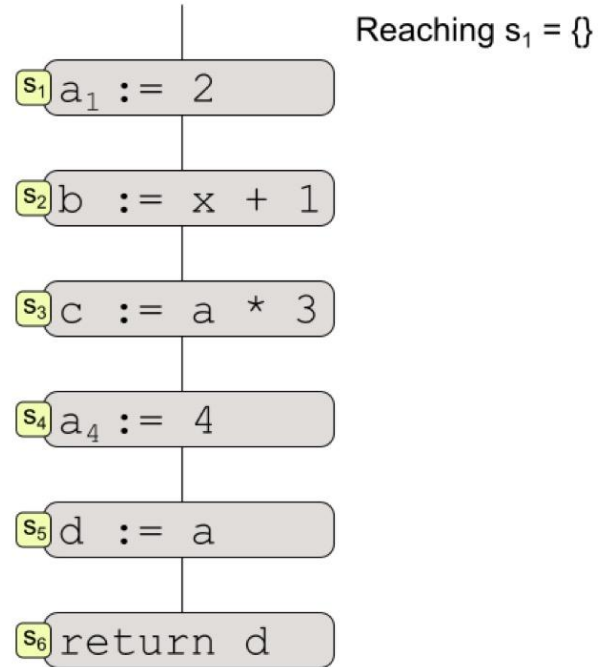 Reaching s₁ = {}
s₁ a₁ := 2
s₂ b := x + 1
s₃ c := a * 3
s₄ a₄ := 4
s₅ d := a
s₆ return d